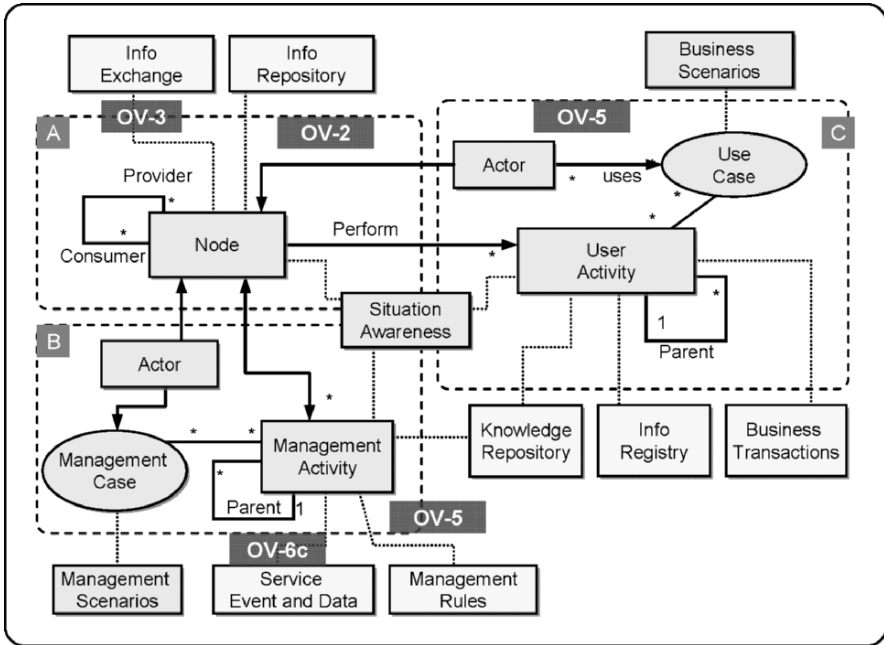 Info
Exchange
Info
Repository
Business
Scenarios
OV-3
OV-2
OV-5
A
C
Provider
*
*
Consumer
Node
Actor
*
uses
*
Use
Case
*
*
Perform
*
User
Activity
*
1
Parent
Situation
Awareness
B
Actor
*
*
*
Management
Case
Management
Activity
*
Parent
1
Knowledge
Repository
Info
Registry
Business
Transactions
OV-5
OV-6c
Management
Scenarios
Service
Event and Data
Management
Rules